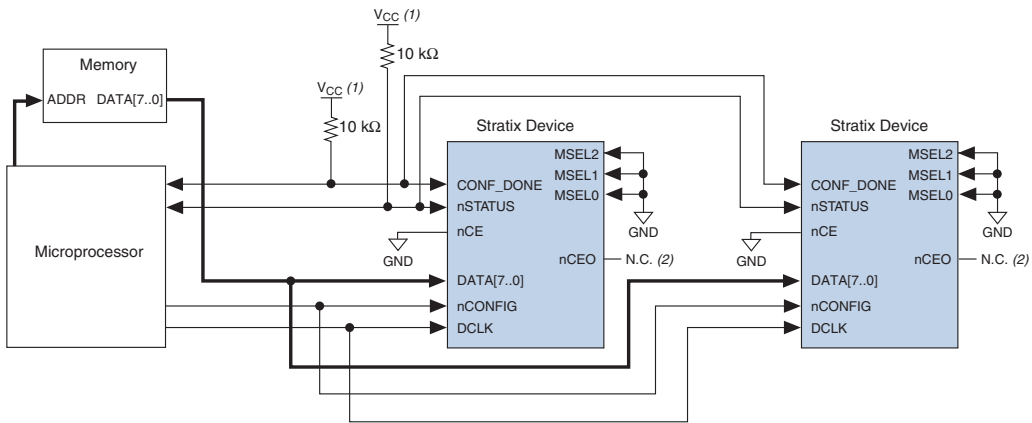 VCC (1)
10 kΩ
VCC (1)
10 kΩ
Memory
ADDR DATA[7..0]
Microprocessor
Stratix Device
MSEL2
MSEL1
MSEL0
CONF_DONE
nSTATUS
nCE
GND
GND
nCEO
N.C. (2)
DATA[7..0]
nCONFIG
DCLK
Stratix Device
MSEL2
MSEL1
MSEL0
CONF_DONE
nSTATUS
nCE
GND
GND
nCEO
N.C. (2)
DATA[7..0]
nCONFIG
DCLK